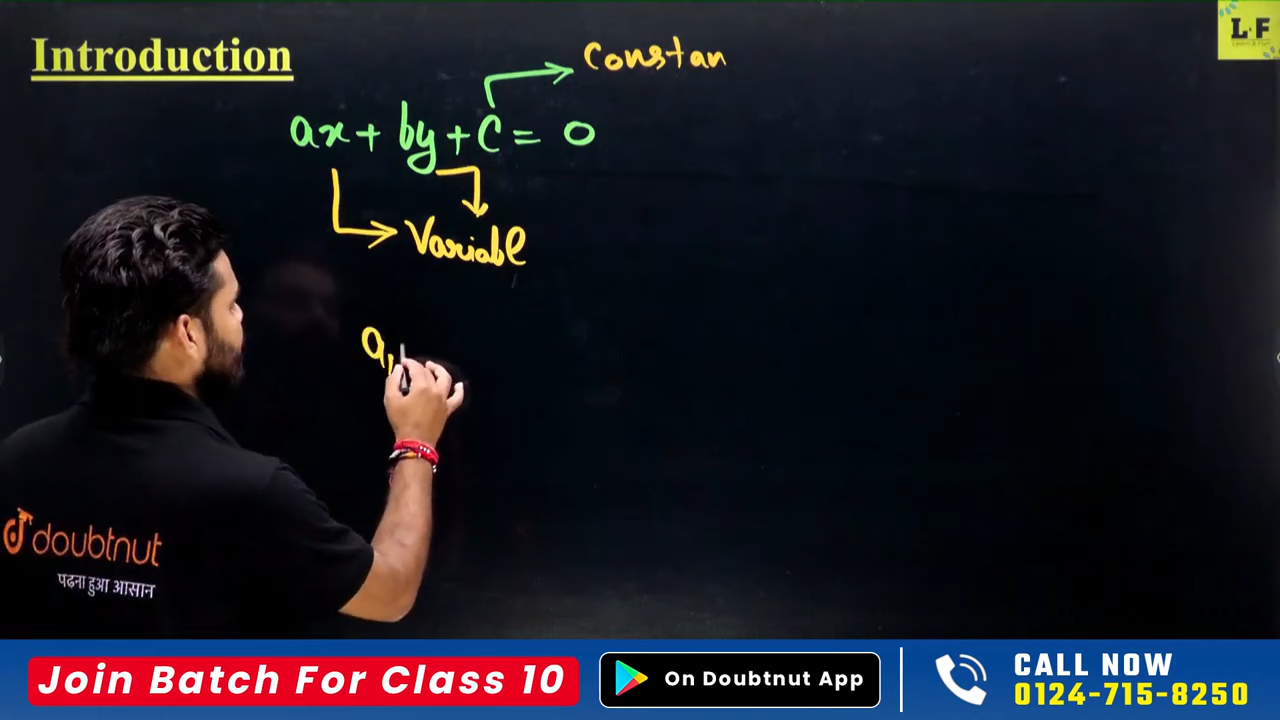 Introduction
Constan
ax + by + C = 0
Variabl
a,
L F
doubtnut
पढ़ना हुआ आसान
Join Batch For Class 10
On Doubtnut App
CALL NOW
0124-715-8250